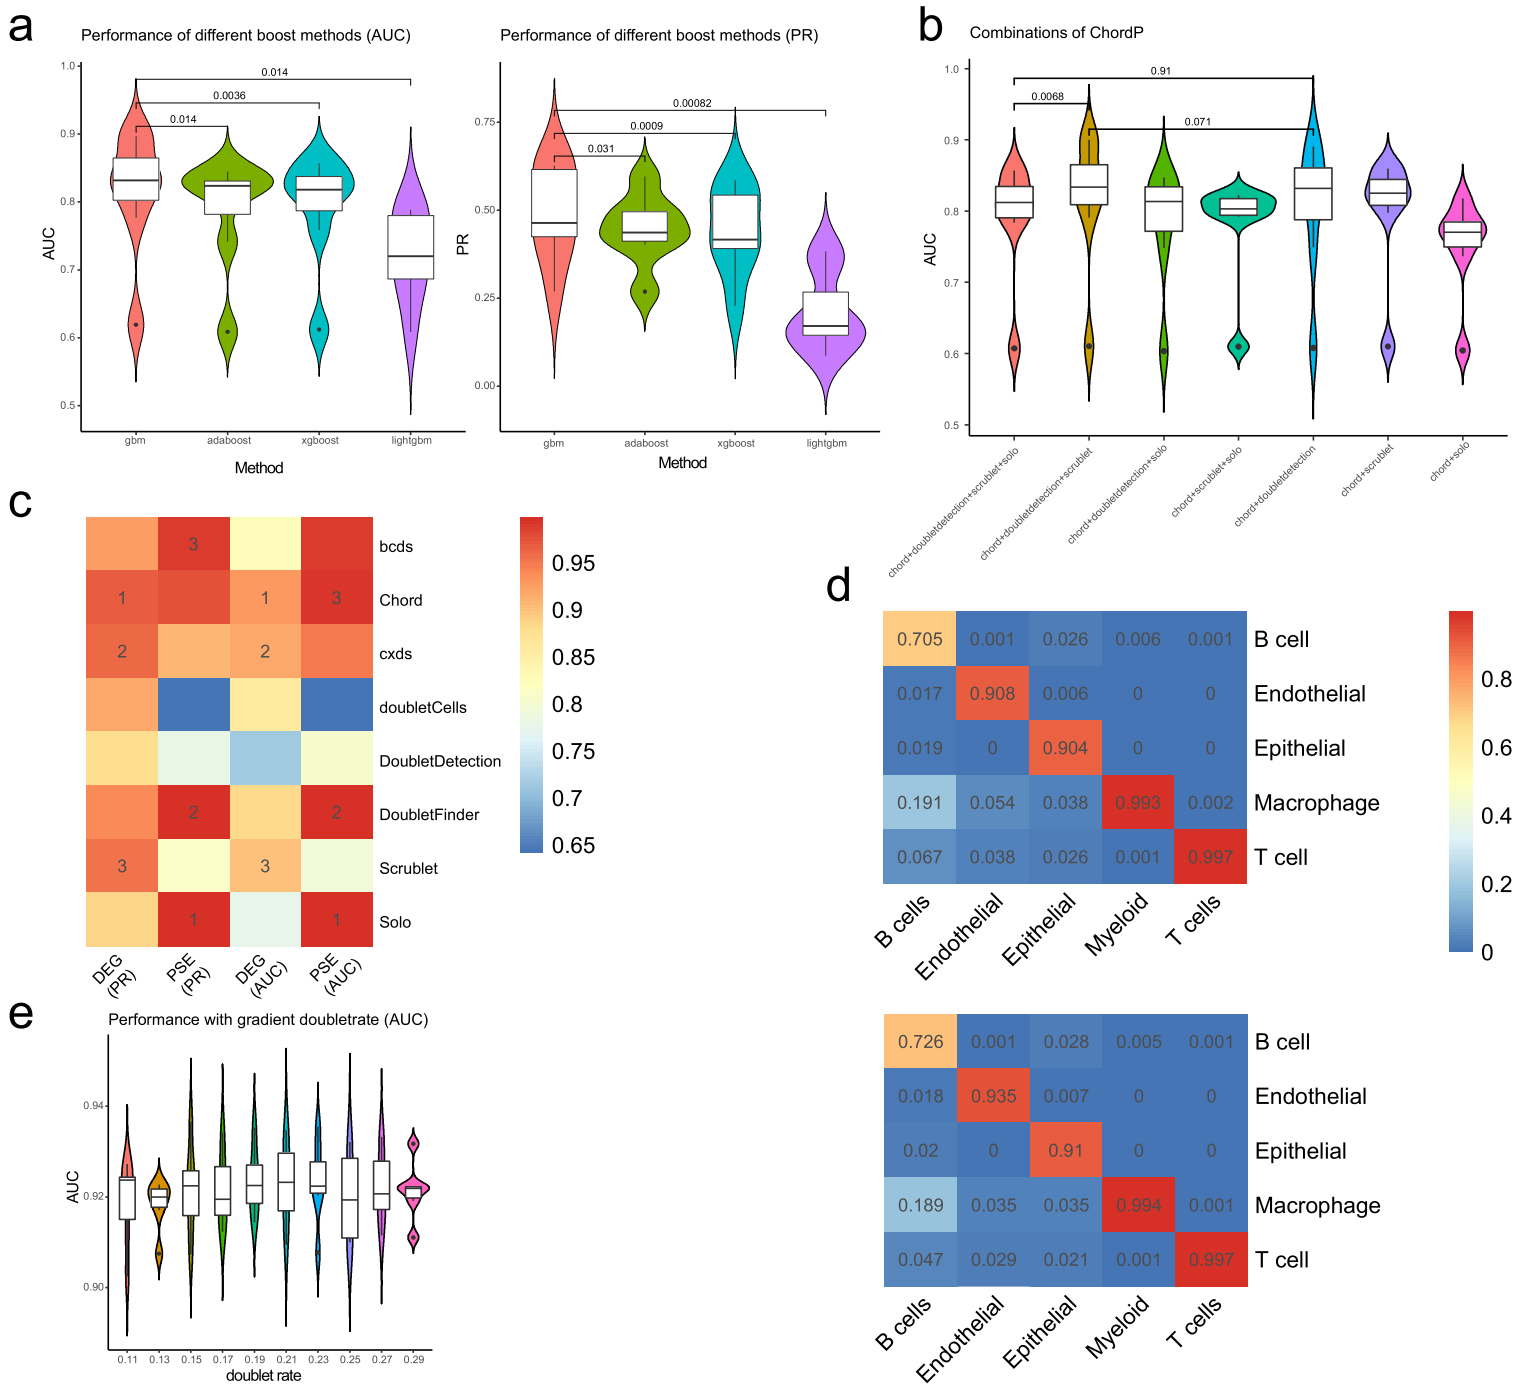 a
Performance of different boost methods (AUC)
AUC
1.0
0.9
0.8
0.7
0.6
0.5
0.014
0.0036
0.014
gbm
adaboost
xgboost
lightgbm
Method
Performance of different boost methods (PR)
PR
0.75
0.50
0.25
0.00
0.00082
0.0009
0.031
gbm
adaboost
xgboost
lightgbm
Method
b
Combinations of ChordP
AUC
1.0
0.9
0.8
0.7
0.6
0.5
0.91
0.0068
0.071
chord+doubletdetection+scrublet+solo
chord+doubletdetection+scrublet
chord+doubletdetection+solo
chord+scrublet+solo
chord+doubletdetection
chord+scrublet
chord+solo
c
3
bcds
1 1 3
Chord
2 2
cxds
doubletCells
DoubletDetection
2 2
DoubletFinder
3 3
Scrublet
1 1
Solo
DEG
(PR)
PSE
(PR)
DEG
(AUC)
PSE
(AUC)
0.95
0.9
0.85
0.8
0.75
0.7
0.65
d
0.705 0.001 0.026 0.006 0.001 B cell
0.017 0.908 0.006 0 0 Endothelial
0.019 0 0.904 0 0 Epithelial
0.191 0.054 0.038 0.993 0.002 Macrophage
0.067 0.038 0.026 0.001 0.997 T cell
B cells
Endothelial
Epithelial
Myeloid
T cells
0.8
0.6
0.4
0.2
0
0.726 0.001 0.028 0.005 0.001 B cell
0.018 0.935 0.007 0 0 Endothelial
0.02 0 0.91 0 0 Epithelial
0.189 0.035 0.035 0.994 0.001 Macrophage
0.047 0.029 0.021 0.001 0.997 T cell
B cells
Endothelial
Epithelial
Myeloid
T cells
e
Performance with gradient doubletrate (AUC)
AUC
0.94
0.92
0.90
0.11 0.13 0.15 0.17 0.19 0.21 0.23 0.25 0.27 0.29
doublet rate